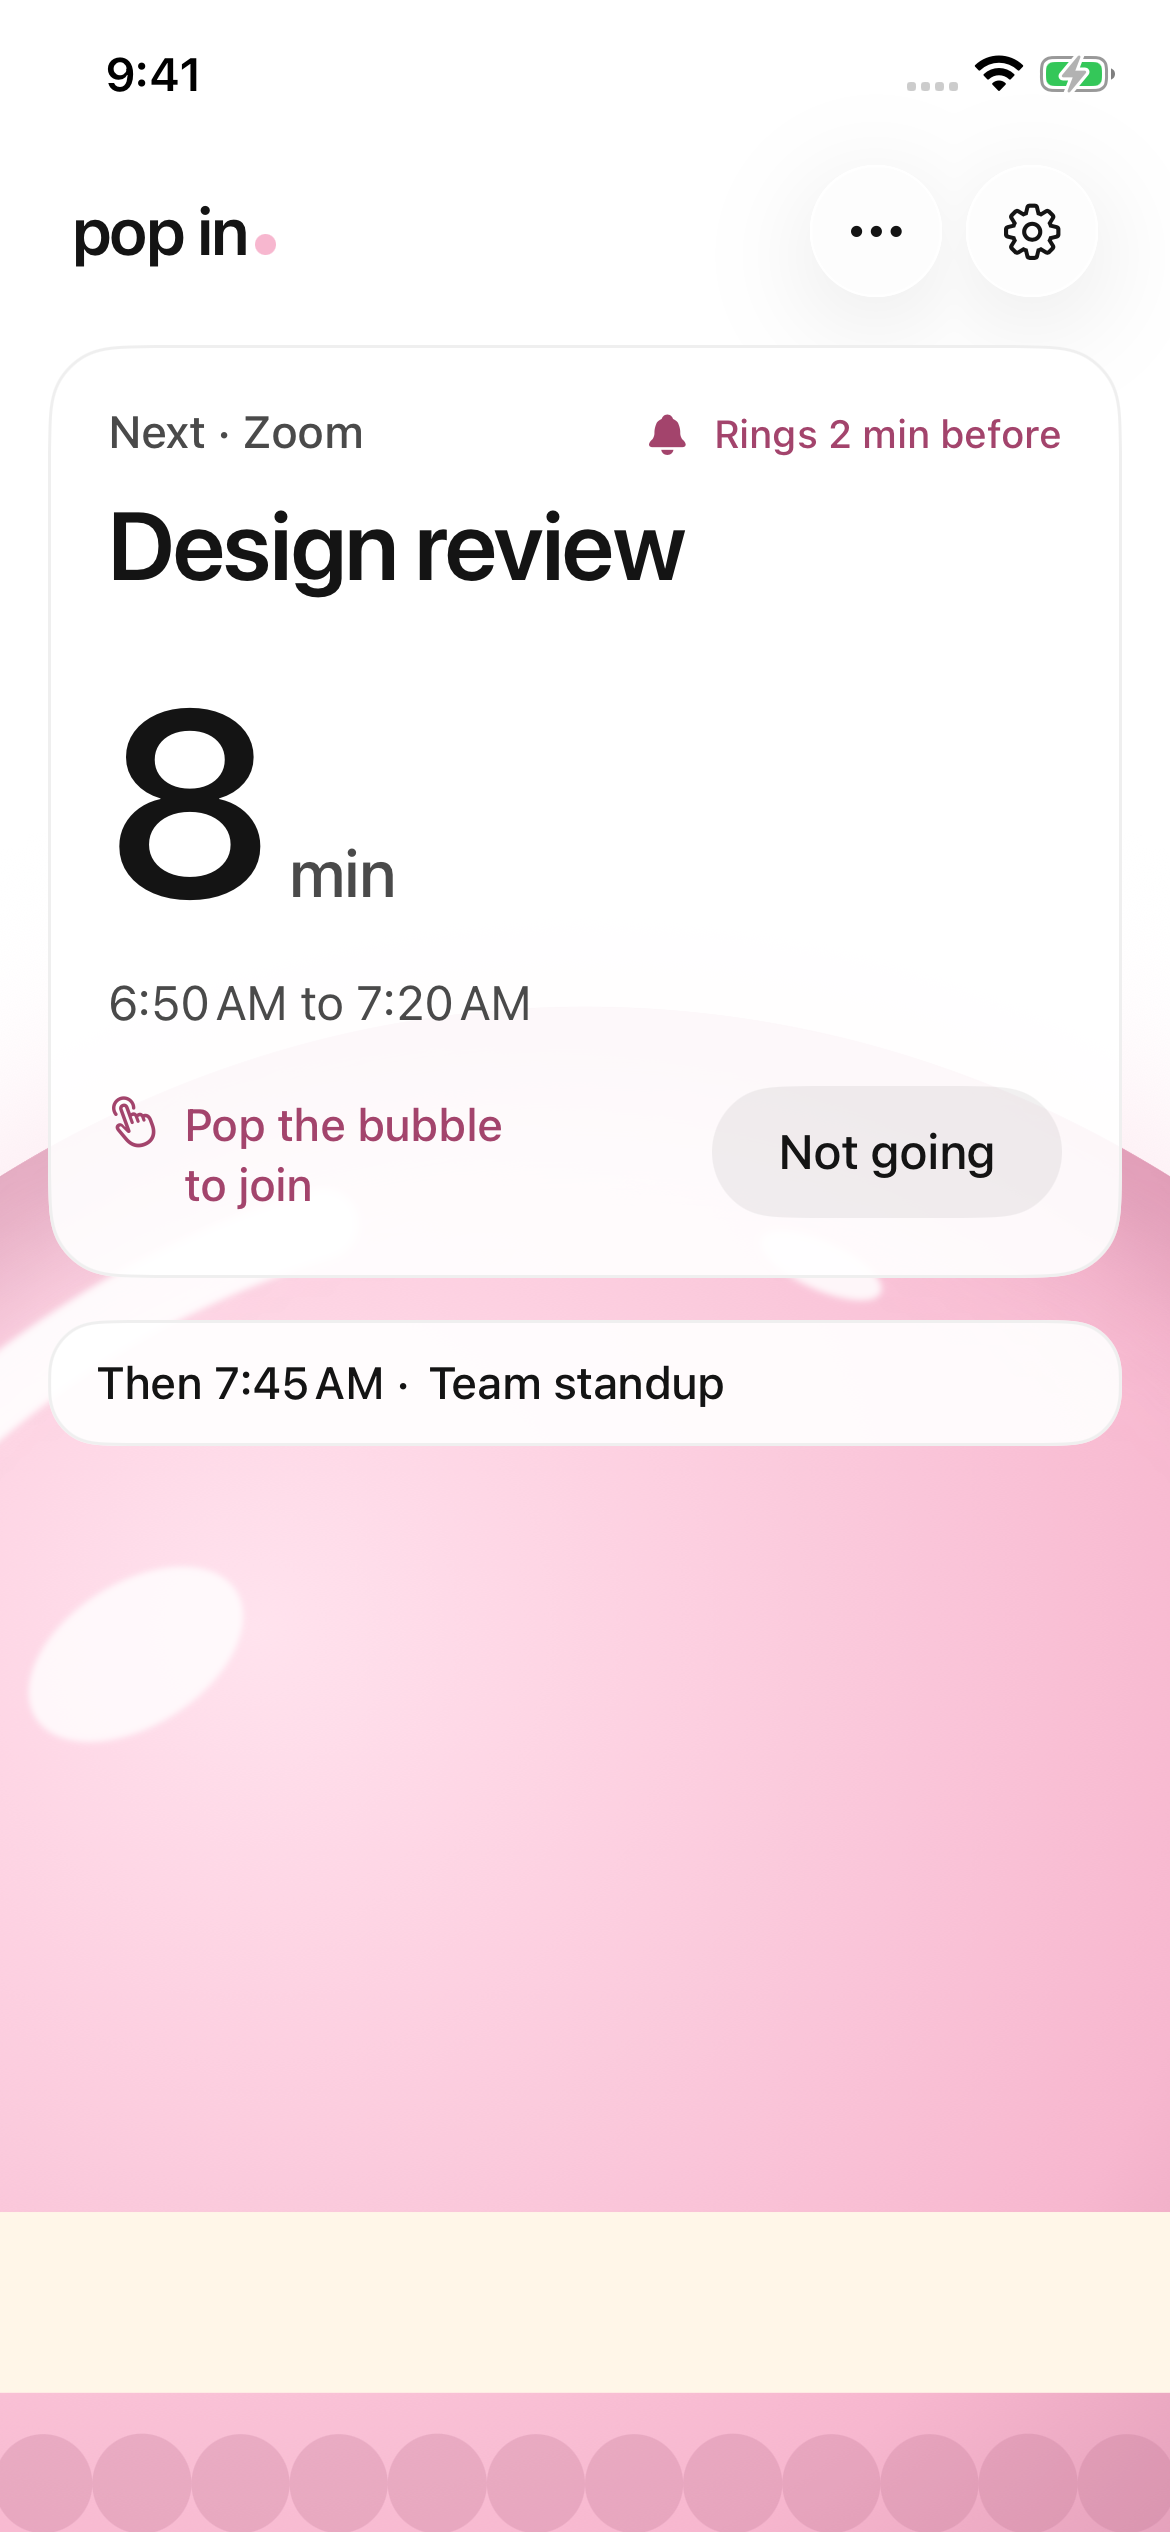 9:41
pop in.
Next · Zoom
Rings 2 min before
Design review
8 min
6:50 AM to 7:20 AM
Pop the bubble
to join
Not going
Then 7:45 AM · Team standup